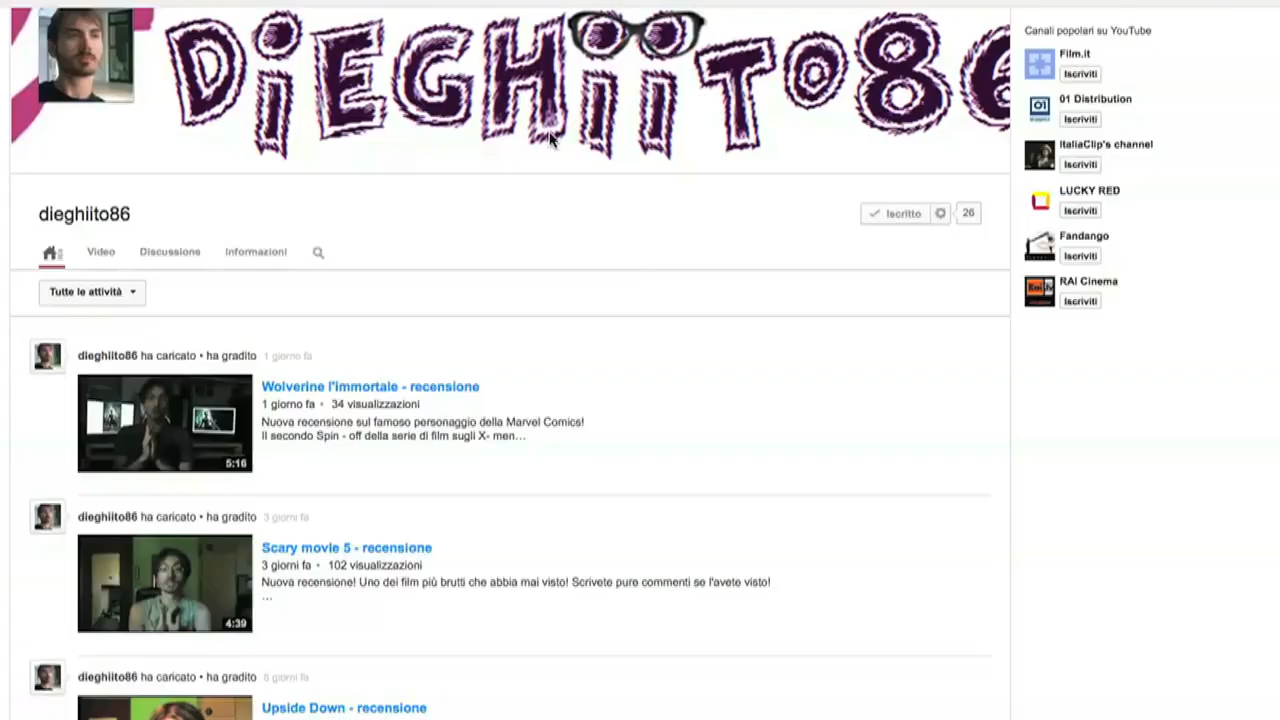 DiEGHiiTO86
Canali popolari su YouTube
Film.it
Iscriviti
01 Distribution
Iscriviti
ItaliaClip's channel
Iscriviti
LUCKY RED
Iscriviti
Fandango
Iscriviti
RAI Cinema
Iscriviti
dieghiito86
Iscritto 26
Video Discussione Informazioni
Tutte le attività
dieghiito86 ha caricato • ha gradito 1 giorno fa
Wolverine l'immortale - recensione
1 giorno fa • 34 visualizzazioni
Nuova recensione sul famoso personaggio della Marvel Comics!
Il secondo Spin - off della serie di film sugli X- men...
5:16
dieghiito86 ha caricato • ha gradito 3 giorni fa
Scary movie 5 - recensione
3 giorni fa • 102 visualizzazioni
Nuova recensione! Uno dei film più brutti che abbia mai visto! Scrivete pure commenti se l'avete visto!
...
4:39
dieghiito86 ha caricato • ha gradito 6 giorni fa
Upside Down - recensione